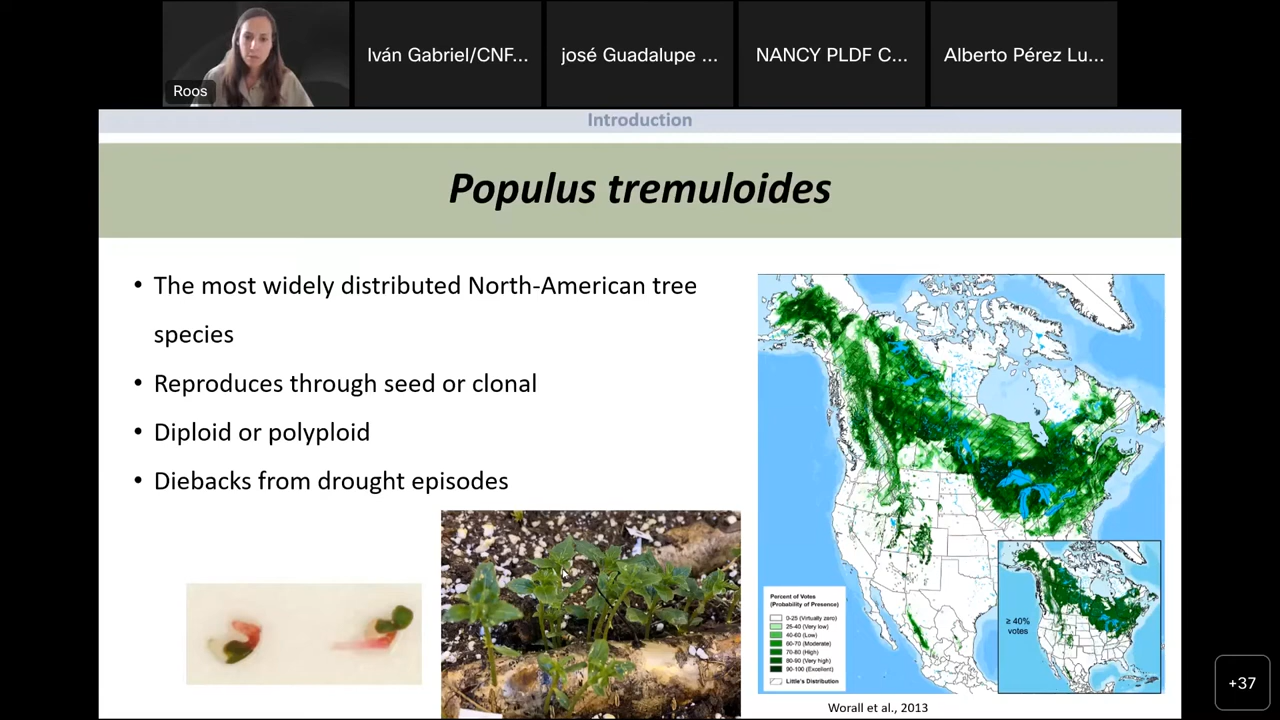 Roos
Iván Gabriel/CNF...
josé Guadalupe ...
NANCY PLDF C...
Alberto Pérez Lu...
Introduction
Populus tremuloides
• The most widely distributed North-American tree
species
• Reproduces through seed or clonal
• Diploid or polyploid
• Diebacks from drought episodes
Percent of Votes
(Probability of Presence)
0-25 (Virtually zero)
25-40 (Very low)
40-60 (Low)
60-70 (Moderate)
70-80 (High)
80-90 (Very high)
90-100 (Excellent)
Little's Distribution
≥ 40%
votes
Worall et al., 2013
+37